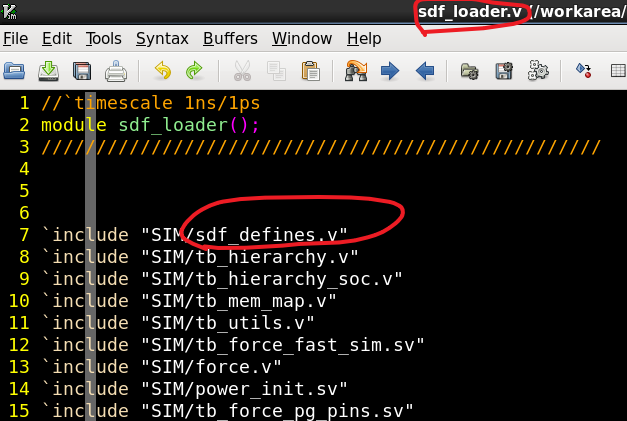 sdf_loader.v (/workarea/
File Edit Tools Syntax Buffers Window Help
1 //`timescale 1ns/1ps
2 module sdf_loader();
3 ///////////////////////////////////////////////////
4
5
6
7 `include "SIM/sdf_defines.v"
8 `include "SIM/tb_hierarchy.v"
9 `include "SIM/tb_hierarchy_soc.v"
10 `include "SIM/tb_mem_map.v"
11 `include "SIM/tb_utils.v"
12 `include "SIM/tb_force_fast_sim.sv"
13 `include "SIM/force.v"
14 `include "SIM/power_init.sv"
15 `include "SIM/tb_force_pg_pins.sv"